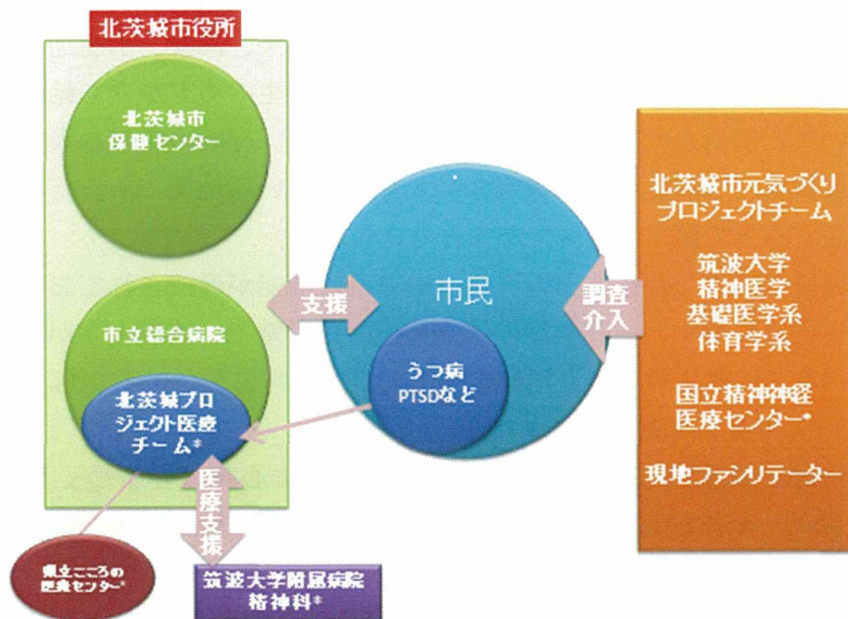 北茨城市役所
北茨城市
保健センター
市立総合病院
北茨城プロ
ジェクト医療
チーム*
県立こころの
医療センター*
医療支援
筑波大学附属病院
精神科*
支援
市民
うつ病
PTSDなど
調査
介入
北茨城市元気づくり
プロジェクトチーム
筑波大学
精神医学
基礎医学系
体育学系
国立精神神経
医療センター*
現地ファシリテーター